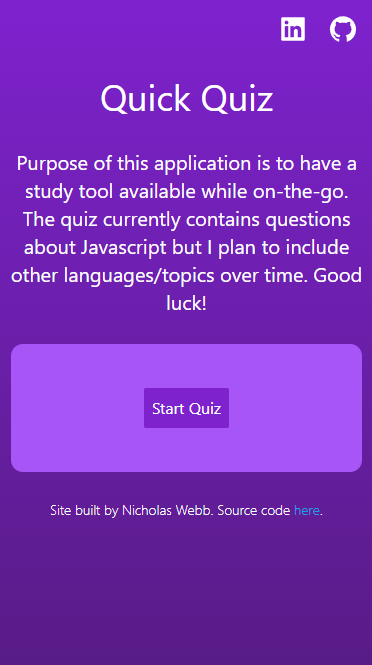 Quick Quiz
Purpose of this application is to have a
study tool available while on-the-go.
The quiz currently contains questions
about Javascript but I plan to include
other languages/topics over time. Good
luck!
Start Quiz
Site built by Nicholas Webb. Source code here.